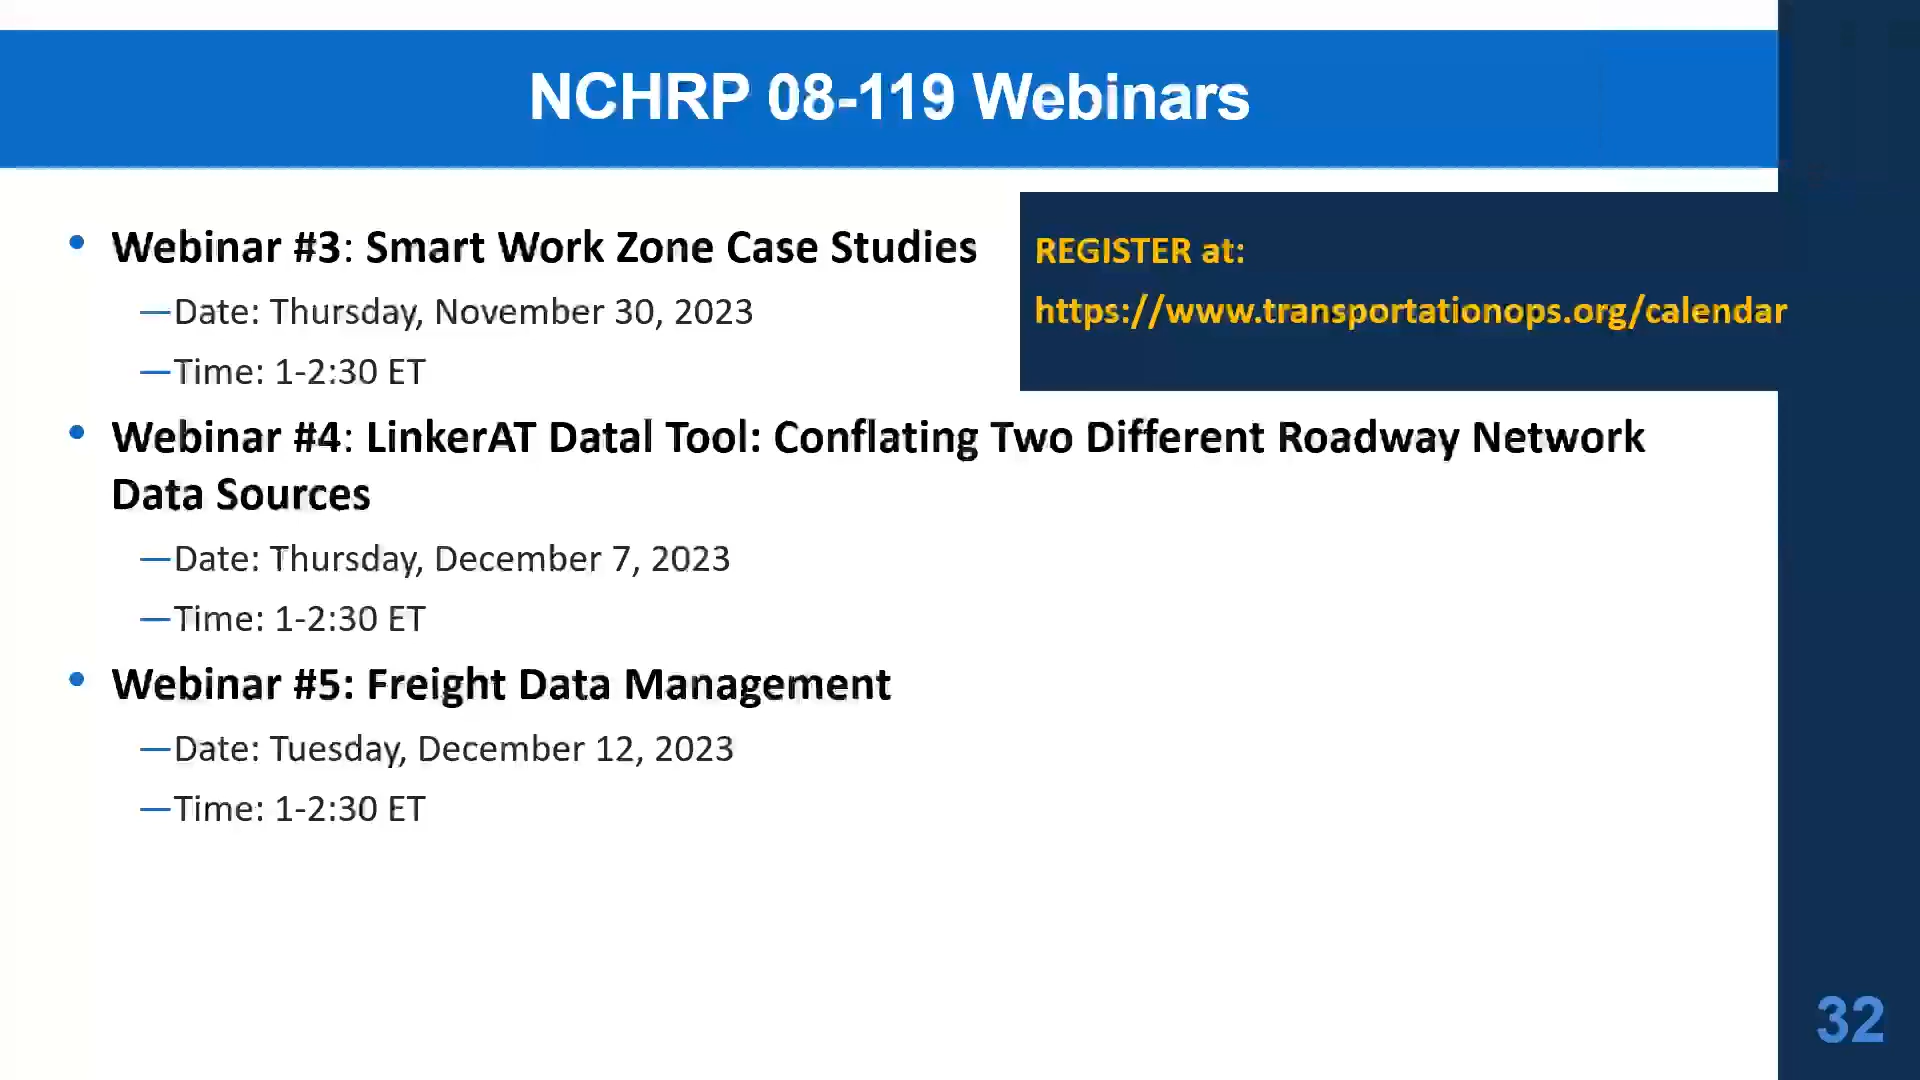 NCHRP 08-119 Webinars
• Webinar #3: Smart Work Zone Case Studies
—Date: Thursday, November 30, 2023
—Time: 1-2:30 ET
REGISTER at:
https://www.transportationops.org/calendar
• Webinar #4: LinkerAT Datal Tool: Conflating Two Different Roadway Network
Data Sources
—Date: Thursday, December 7, 2023
—Time: 1-2:30 ET
• Webinar #5: Freight Data Management
—Date: Tuesday, December 12, 2023
—Time: 1-2:30 ET
32